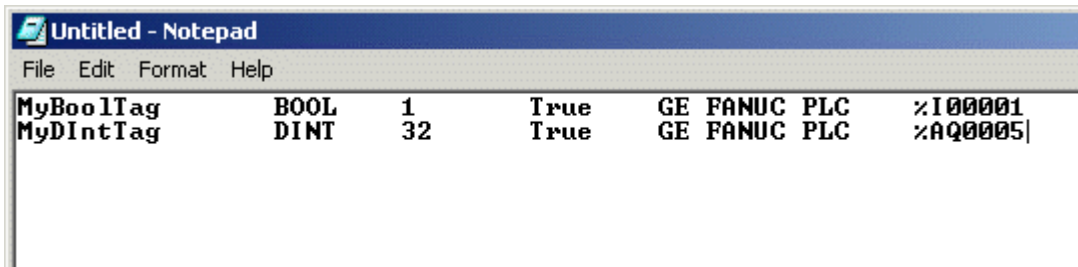 Untitled - Notepad
File Edit Format Help
MyBoolTag BOOL 1 True GE FANUC PLC %I00001
MyDIntTag DINT 32 True GE FANUC PLC %AQ0005